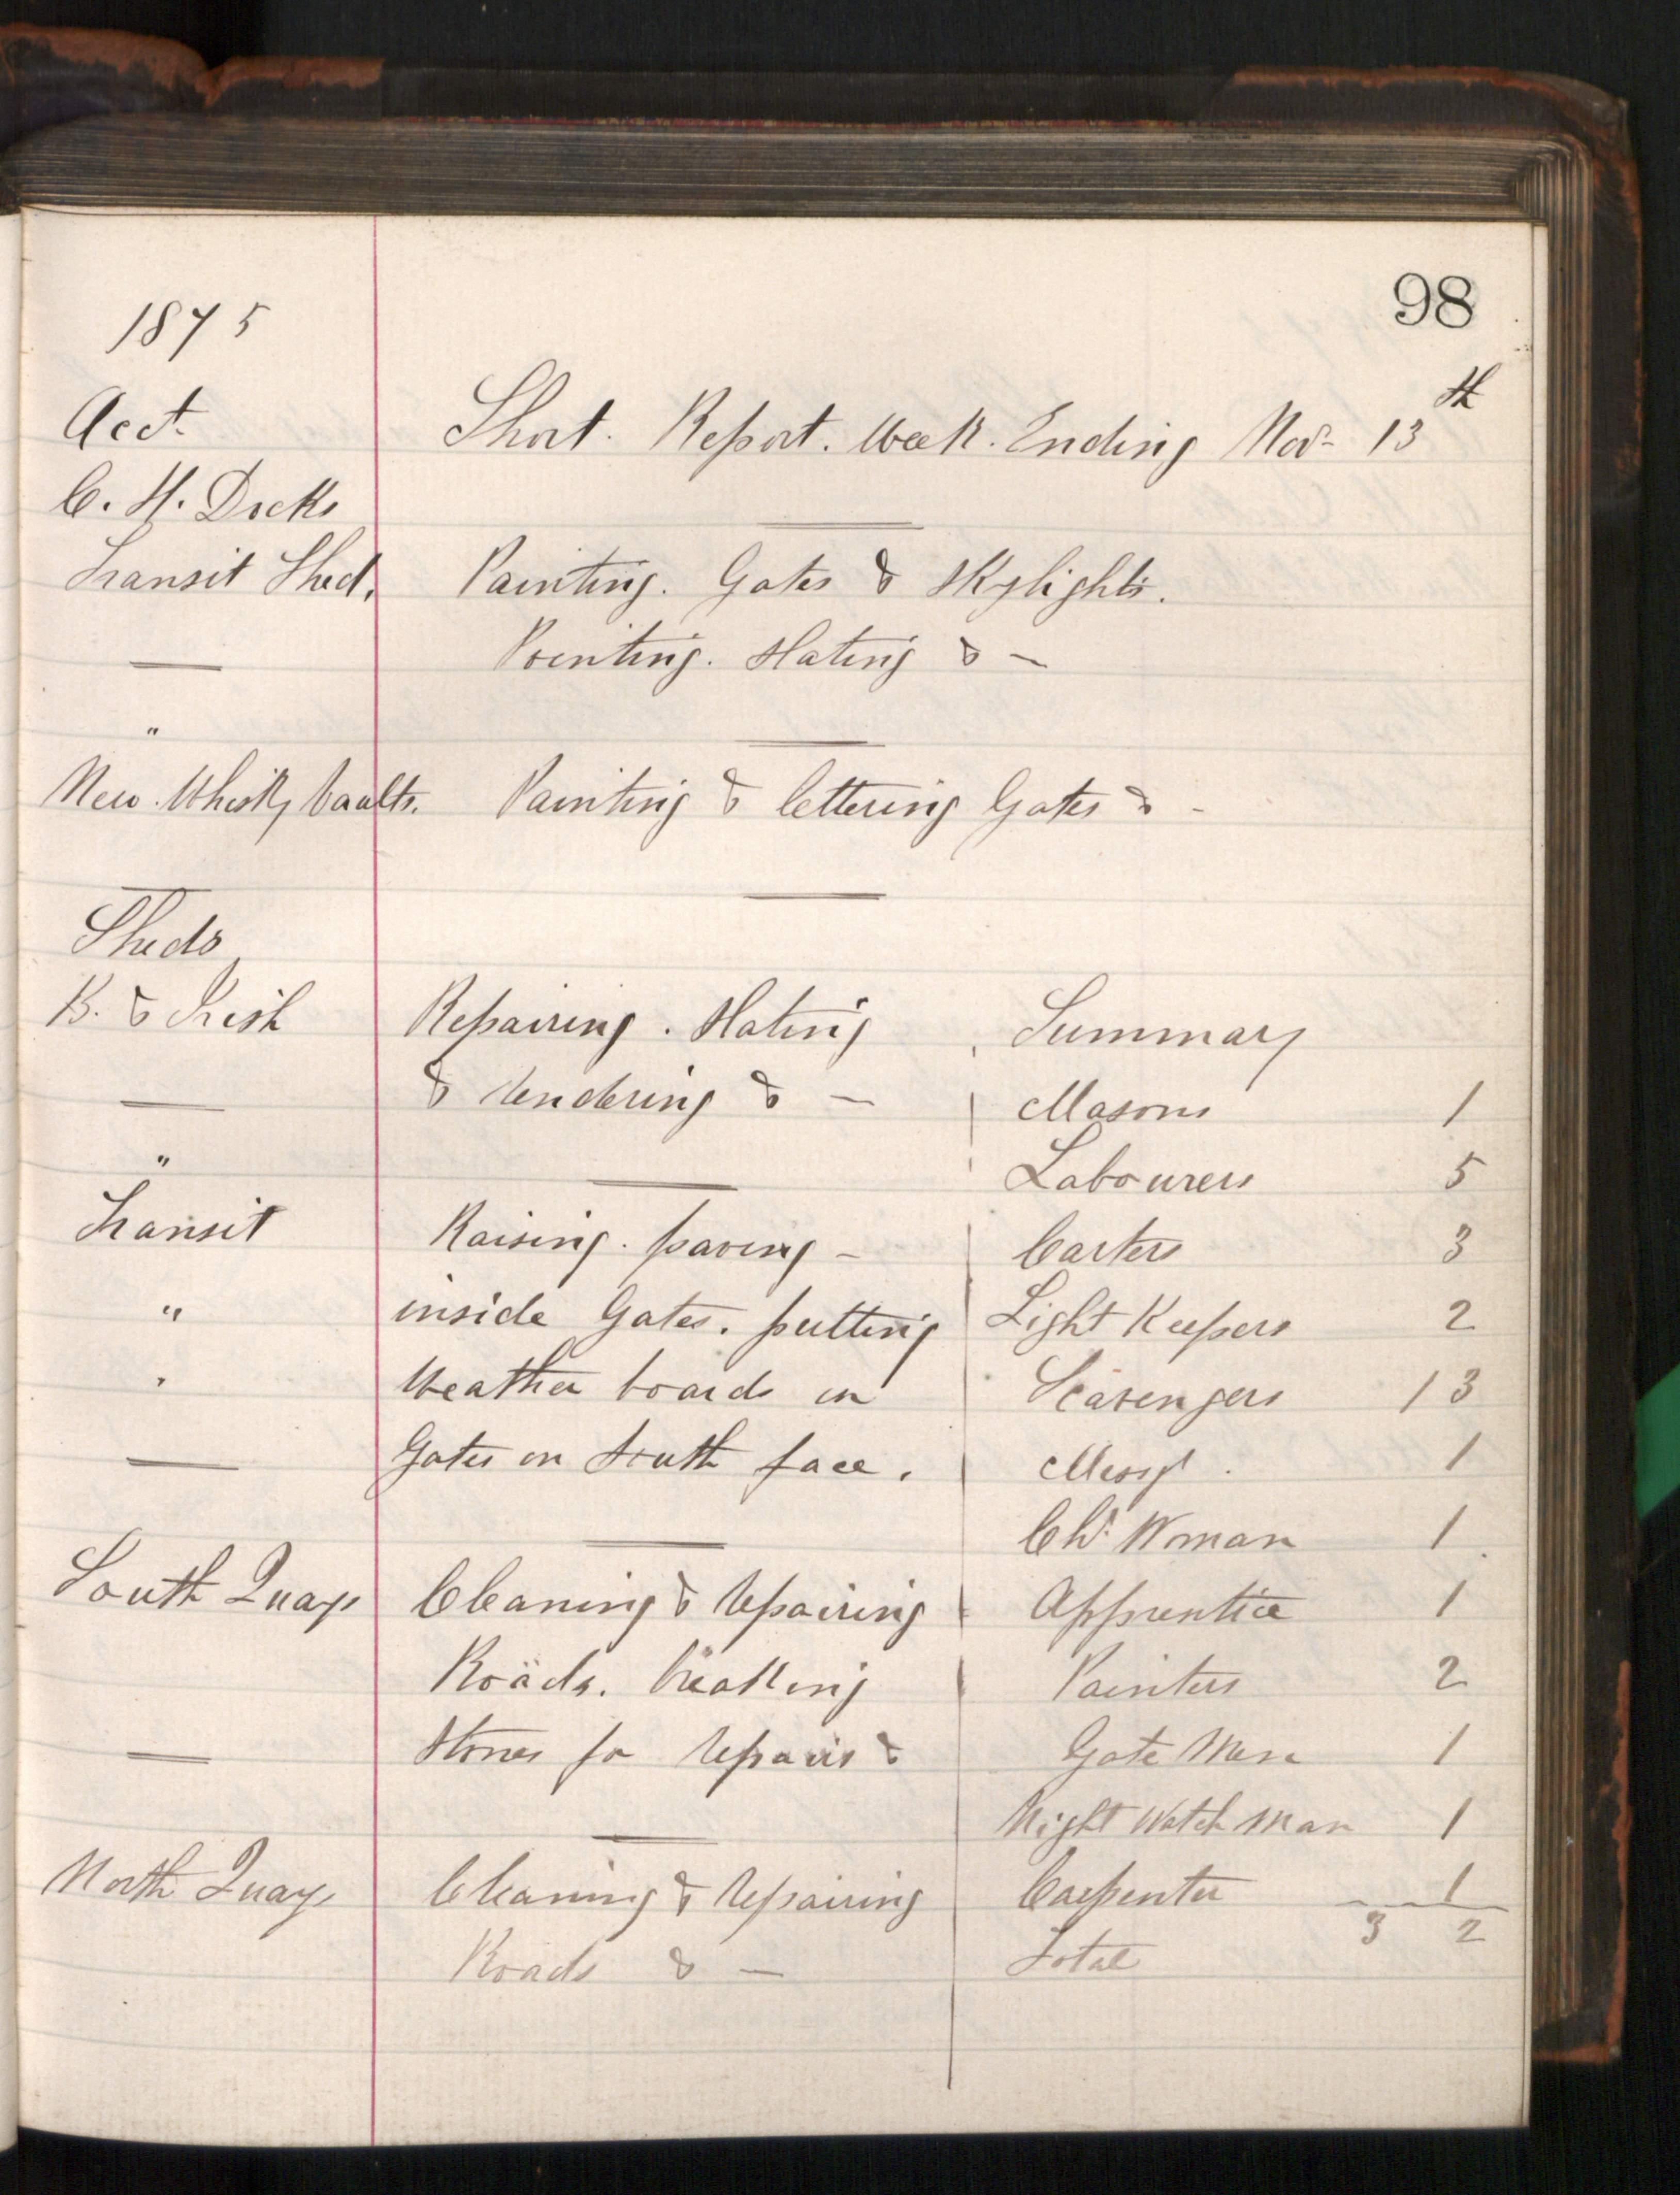 98
1875
Acct. Short. Report. Week. Ending Nov- 13th
C. H. Docks
Transit Shed. Painting. Gates & Skylights.
Pointing. Slating & -
"
New Whisky Vaults. Painting & lettering Gates & -
Sheds
B. & Irish Repairing. Slating
& rendering & -
"
Transit Raising. paving -
" inside Gates. putting
" Weather boards in
Gates on South face.
South Quays Cleaning & repairing
Roads. breaking
Stones for repairs &
North Quays Cleaning & repairing
Roads & -
Summary
Masons 1
Labourers 5
Carters 3
Light Keepers 2
Scavengers 13
Messr. 1
Ch. Woman 1
Apprentice 1
Painters 2
Gate Man 1
Night Watch Man 1
Carpenter 1
Total 32